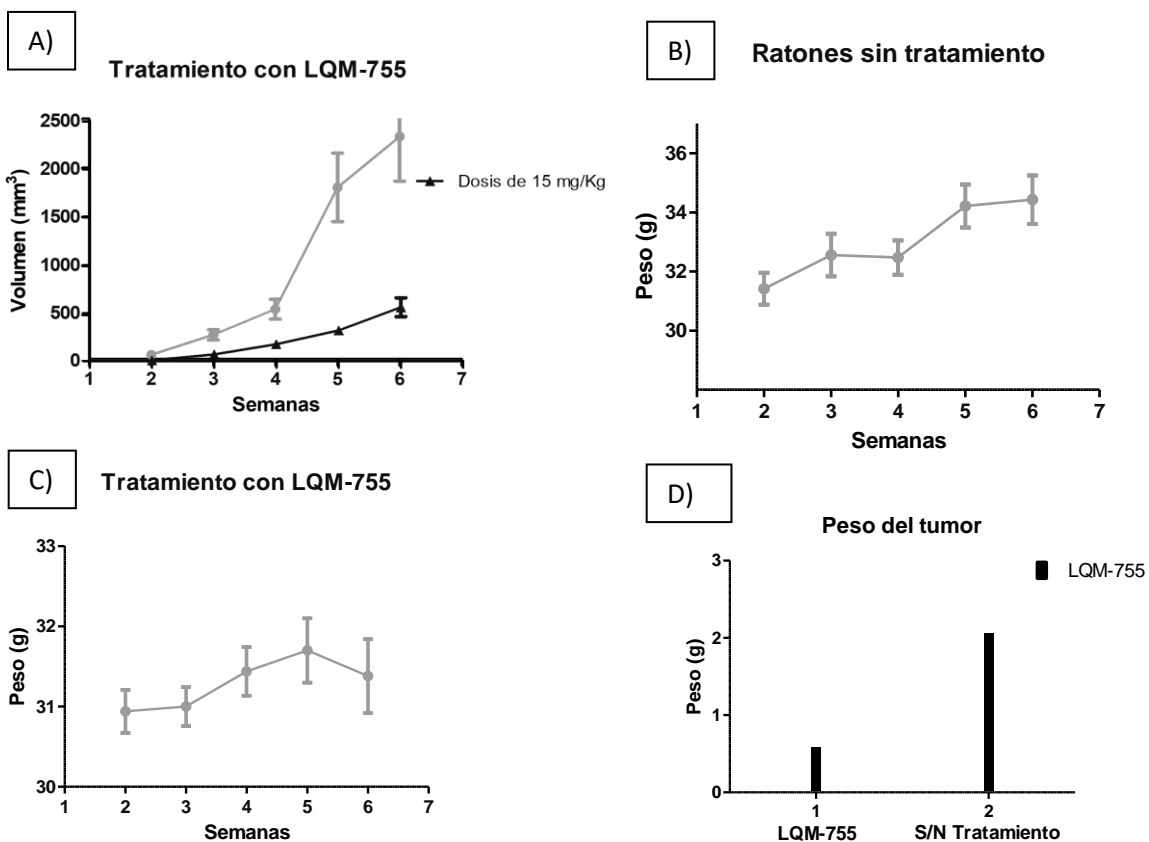 A)
Tratamiento con LQM-755
2500
2000
1500
1000
500
0
Volumen (mm³)
1 2 3 4 5 6 7
Semanas
Dosis de 15 mg/Kg
B)
Ratones sin tratamiento
36
34
32
30
Peso (g)
1 2 3 4 5 6 7
Semanas
C)
Tratamiento con LQM-755
33
32
31
30
Peso (g)
1 2 3 4 5 6 7
Semanas
D)
Peso del tumor
3
2
1
0
Peso (g)
LQM-755
1 2
LQM-755 S/N Tratamiento